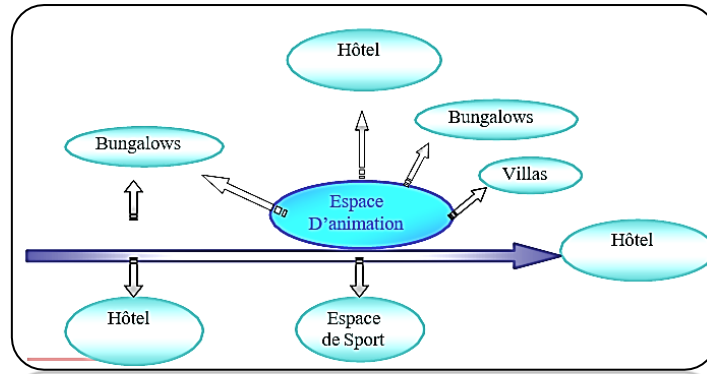 Hôtel
Bungalows
Bungalows
Villas
Espace
D’animation
Hôtel
Hôtel
Espace
de Sport